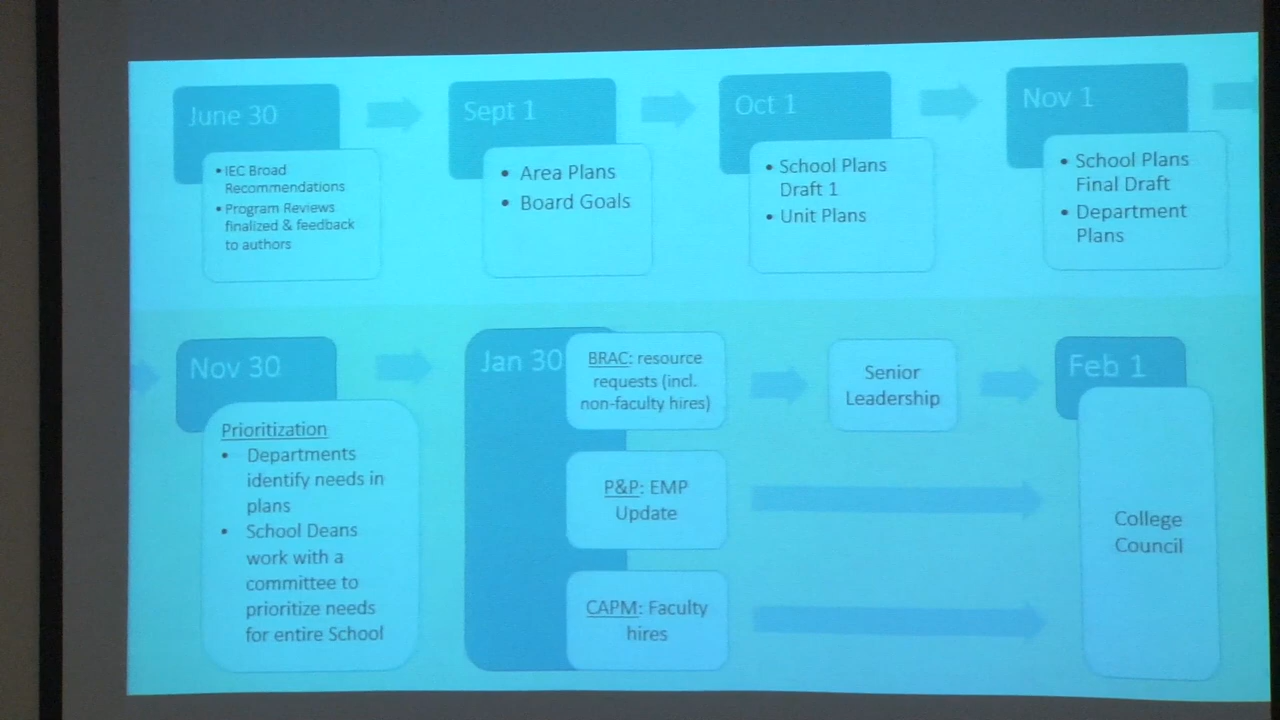 June 30
• IEC Broad
Recommendations
• Program Reviews
finalized & feedback
to authors
Sept 1
• Area Plans
• Board Goals
Oct 1
• School Plans
Draft 1
• Unit Plans
Nov 1
• School Plans
Final Draft
• Department
Plans
Nov 30
Prioritization
• Departments
identify needs in
plans
• School Deans
work with a
committee to
prioritize needs
for entire School
Jan 30
BRAC: resource
requests (incl.
non-faculty hires)
P&P: EMP
Update
CAPM: Faculty
hires
Senior
Leadership
Feb 1
College
Council